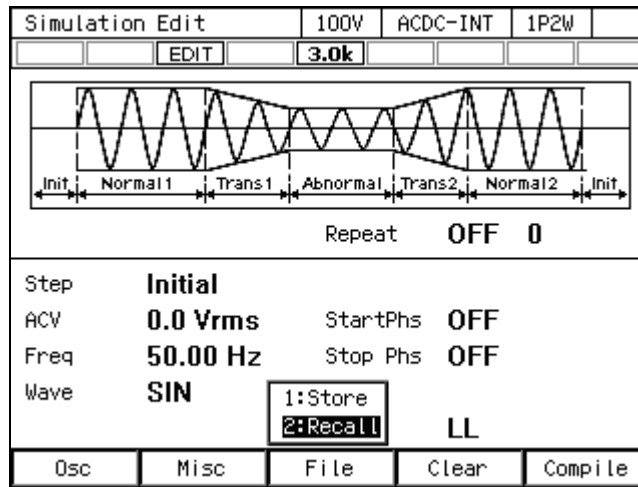 Simulation Edit 100V ACDC-INT 1P2W
EDIT 3.0k
Init Normal1 Trans1 Abnormal Trans2 Normal2 Init
Repeat OFF 0
Step Initial
ACV 0.0 Vrms StartPhs OFF
Freq 50.00 Hz Stop Phs OFF
Wave SIN
1:Store
2:Recall LL
Osc Misc File Clear Compile